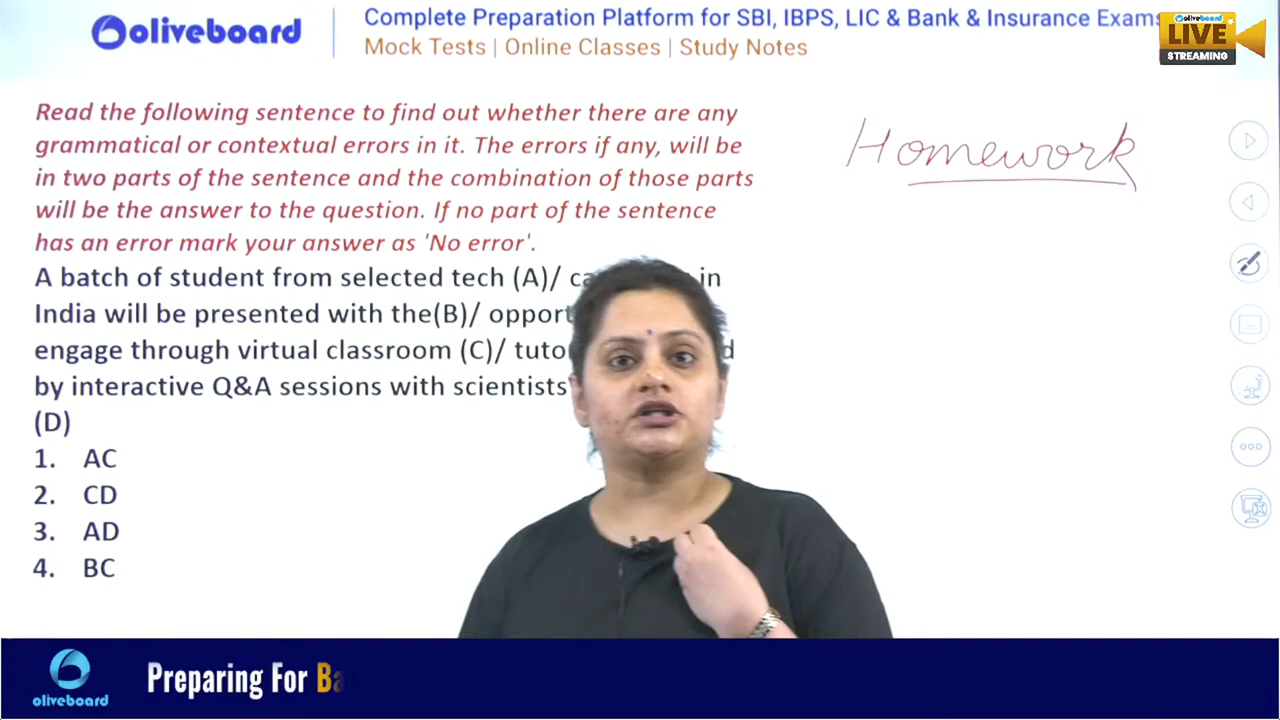 oliveboard
Complete Preparation Platform for SBI, IBPS, LIC & Bank & Insurance Exams
Mock Tests | Online Classes | Study Notes
oliveboard
LIVE
STREAMING
Homework
Read the following sentence to find out whether there are any
grammatical or contextual errors in it. The errors if any, will be
in two parts of the sentence and the combination of those parts
will be the answer to the question. If no part of the sentence
has an error mark your answer as 'No error'.
A batch of student from selected tech (A)/ in
India will be presented with the(B)/
engage through virtual classroom (C)/
by interactive Q&A sessions with scientists
(D)
1. AC
2. CD
3. AD
4. BC
oliveboard
Preparing For